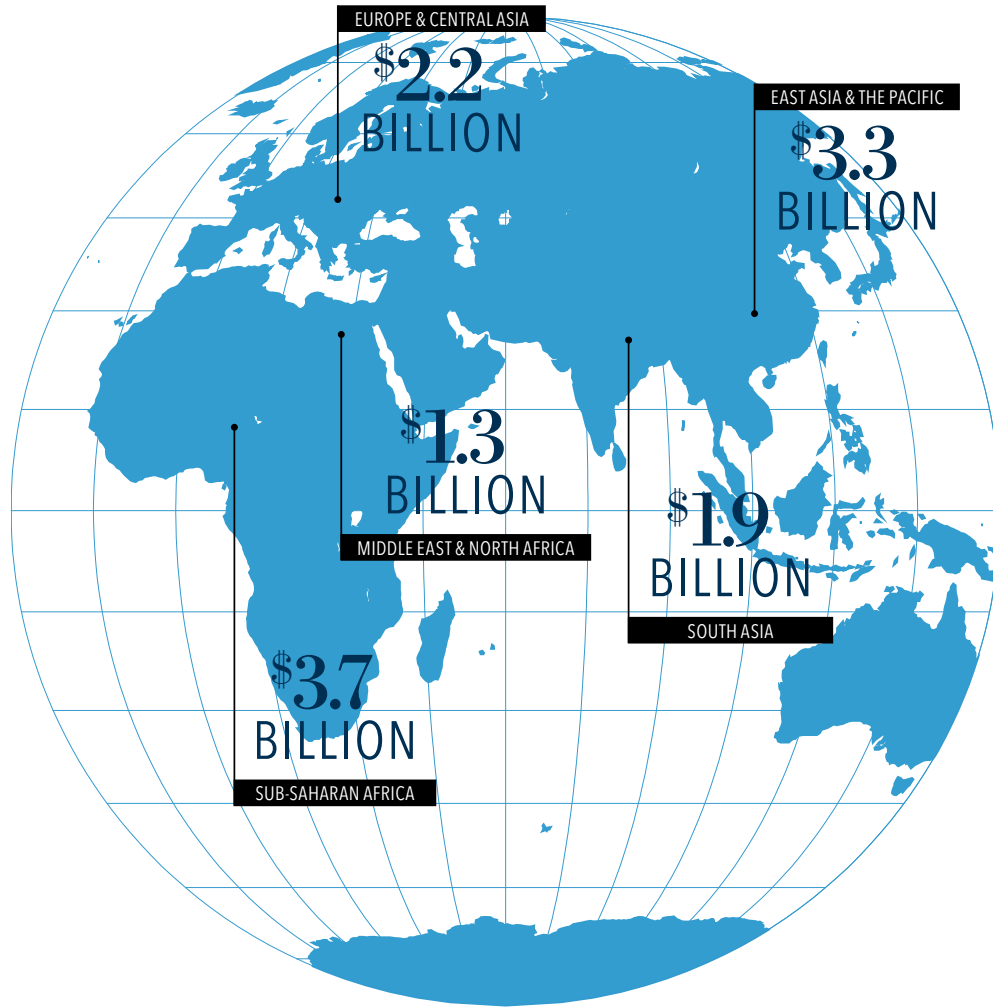 EUROPE & CENTRAL ASIA
$2.2
BILLION
EAST ASIA & THE PACIFIC
$3.3
BILLION
$1.3
BILLION
MIDDLE EAST & NORTH AFRICA
$1.9
BILLION
SOUTH ASIA
$3.7
BILLION
SUB-SAHARAN AFRICA